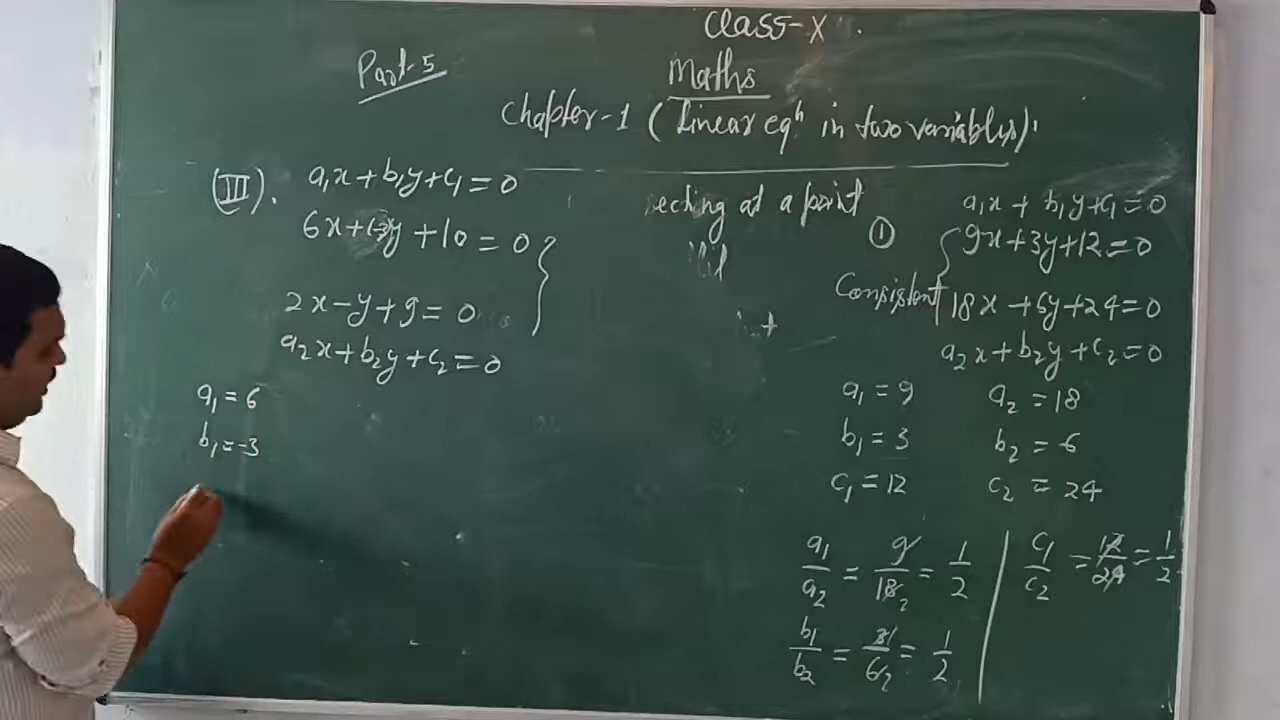 Class-X
Part-5
Maths
Chapter-1 (Linear eqn in two variables)
(III). a₁x + b₁y + c₁ = 0
6x + (-3)y + 10 = 0
2x - y + 9 = 0
a₂x + b₂y + c₂ = 0
a₁ = 6
b₁ = -3
ecting at a point
①
a₁x + b₁y + c₁ = 0
9x + 3y + 12 = 0
Consistent
18x + 6y + 24 = 0
a₂x + b₂y + c₂ = 0
a₁ = 9 a₂ = 18
b₁ = 3 b₂ = 6
c₁ = 12 c₂ = 24
a₁/a₂ = 9/18 2 = 1/2
c₁/c₂ = 12/24 = 1/2
b₁/b₂ = 3/6 2 = 1/2